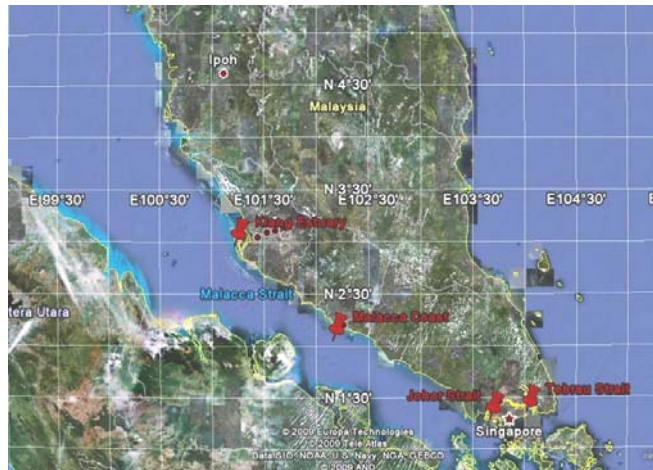 Ipoh
N 4°30'
Malaysia
N 3°30'
E99°30' E100°30' E101°30' E102°30' E103°30' E104°30'
Klang Estuary
Malacca Strait
N 2°30'
tera Utara
Malacca Coast
Johor Strait
Tebrau Strait
N 1°30'
Singapore
© 2009 Europa Technologies
© 2009 Tele Atlas
Data SIO, NOAA, U.S. Navy, NGA, GEBCO
© 2009 AND